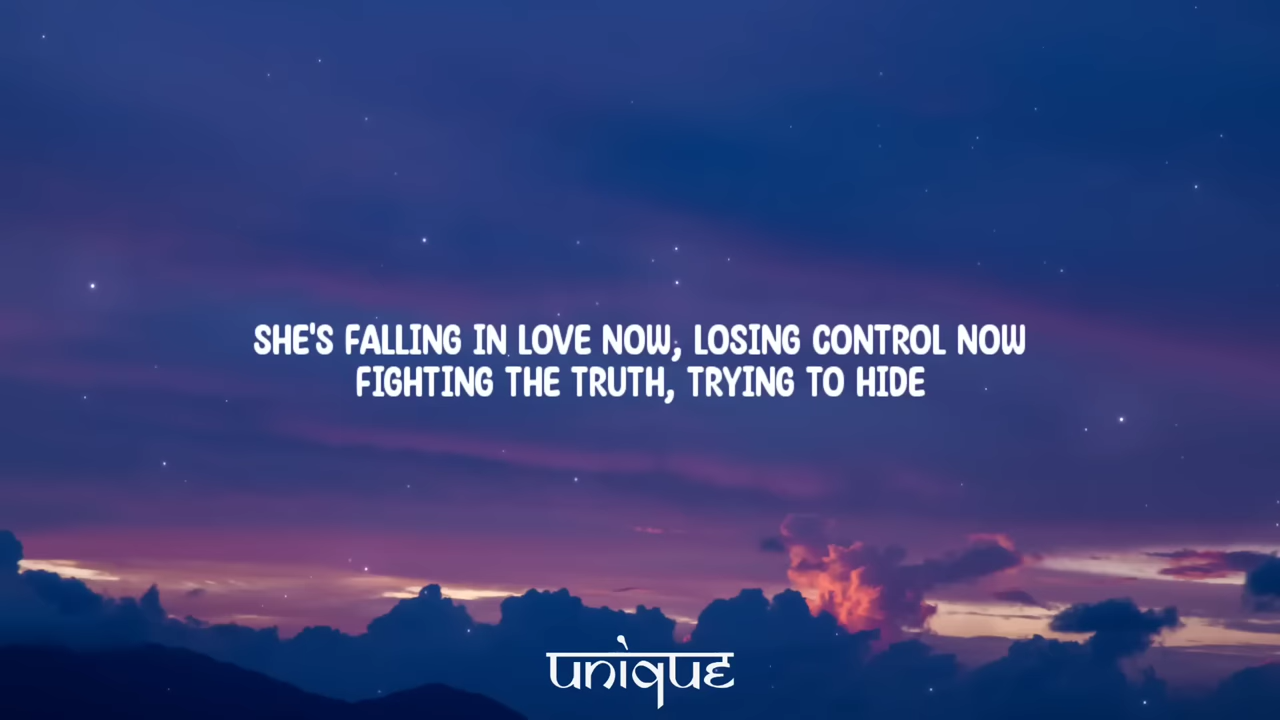 SHE'S FALLING IN LOVE NOW, LOSING CONTROL NOW
FIGHTING THE TRUTH, TRYING TO HIDE
unique